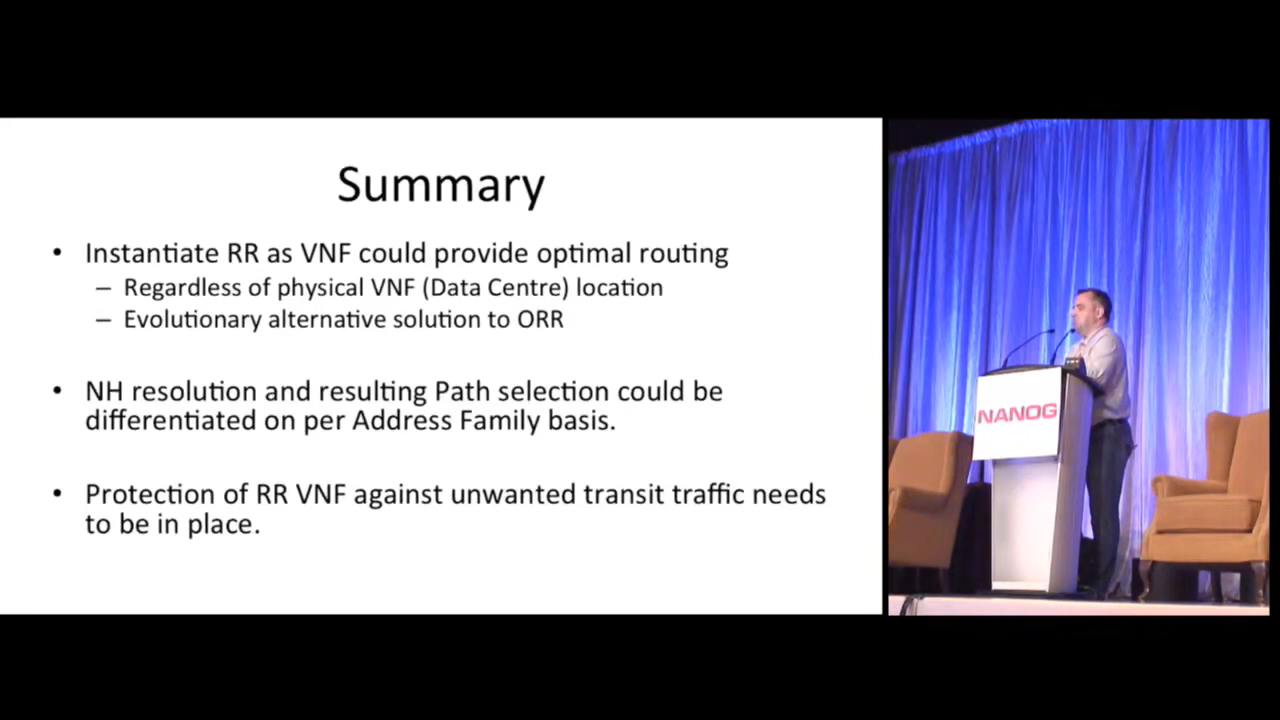 Summary
• Instantiate RR as VNF could provide optimal routing
– Regardless of physical VNF (Data Centre) location
– Evolutionary alternative solution to ORR
• NH resolution and resulting Path selection could be
differentiated on per Address Family basis.
• Protection of RR VNF against unwanted transit traffic needs
to be in place.
NANOG